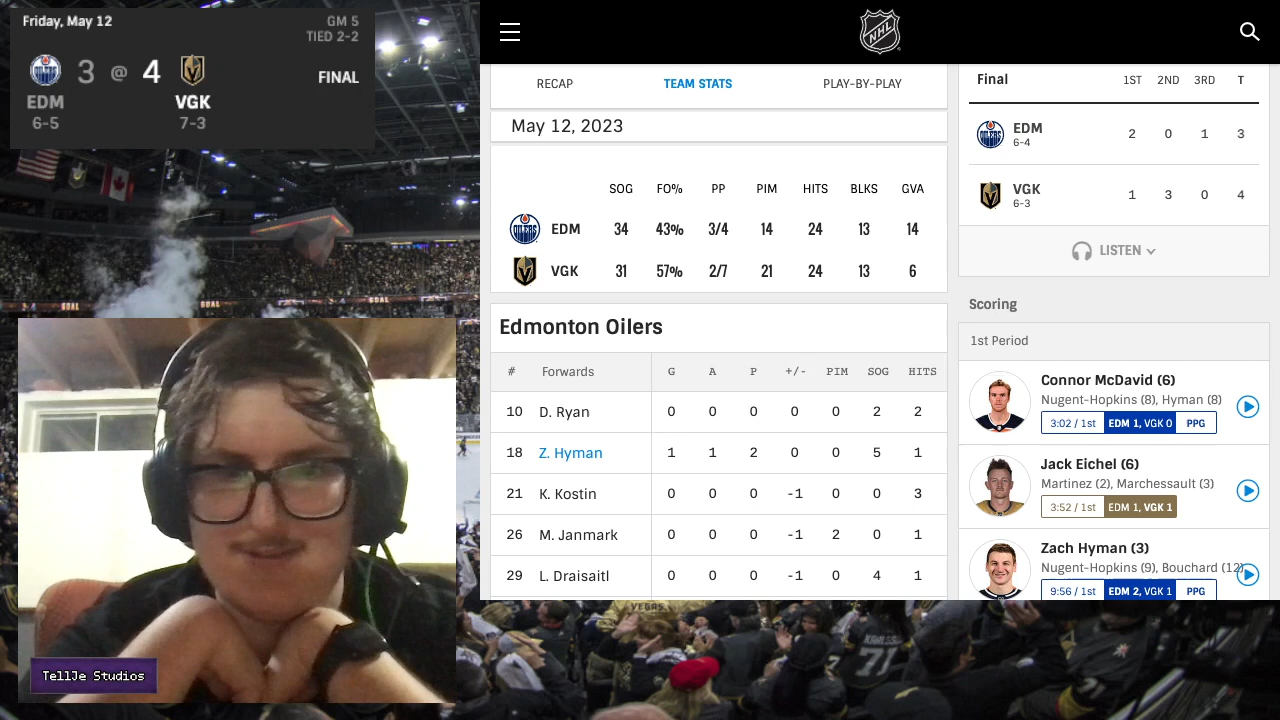 Friday, May 12
GM 5
TIED 2-2
3 @ 4
FINAL
EDM
VGK
6-5
7-3
NHL
RECAP
TEAM STATS
PLAY-BY-PLAY
May 12, 2023
SOG FO% PP PIM HITS BLKS GVA
OILERS EDM 34 43% 3/4 14 24 13 14
VGK 31 57% 2/7 21 24 13 6
Edmonton Oilers
# Forwards G A P +/- PIM SOG HITS
10 D. Ryan 0 0 0 0 0 2 2
18 Z. Hyman 1 1 2 0 0 5 1
21 K. Kostin 0 0 0 -1 0 0 3
26 M. Janmark 0 0 0 -1 2 0 1
29 L. Draisaitl 0 0 0 -1 0 4 1
Final 1ST 2ND 3RD T
OILERS EDM 2 0 1 3
6-4
VGK 1 3 0 4
6-3
LISTEN
Scoring
1st Period
Connor McDavid (6)
Nugent-Hopkins (8), Hyman (8)
3:02 / 1st EDM 1, VGK 0 PPG
Jack Eichel (6)
Martinez (2), Marchessault (3)
3:52 / 1st EDM 1, VGK 1
Zach Hyman (3)
Nugent-Hopkins (9), Bouchard (12)
9:56 / 1st EDM 2, VGK 1 PPG
GOAL
GOAL
TellJe Studios
VEGAS
71